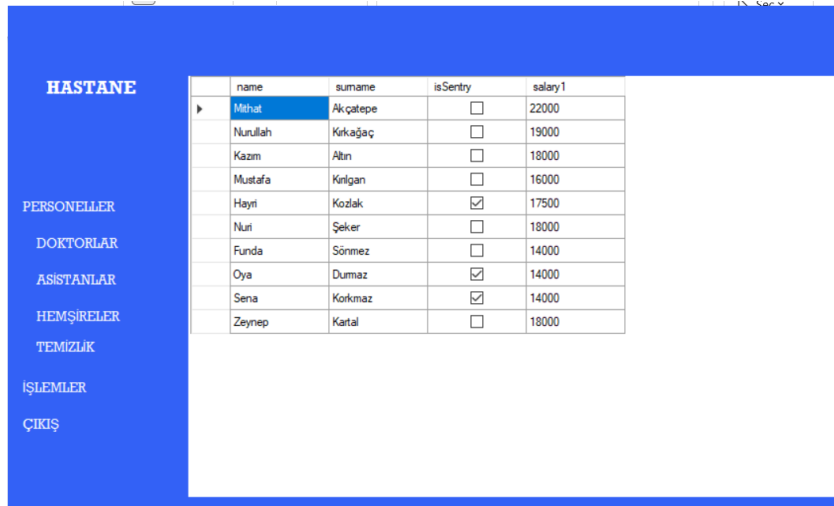 Seç
HASTANE
PERSONELLER
DOKTORLAR
ASİSTANLAR
HEMŞİRELER
TEMİZLİK
İŞLEMLER
ÇIKIŞ
name surname isSentry salary1
Mithat Akçatepe 22000
Nurullah Kırkağaç 19000
Kazım Altın 18000
Mustafa Kırılgan 16000
Hayri Kozlak 17500
Nuri Şeker 18000
Funda Sönmez 14000
Oya Durmaz 14000
Sena Korkmaz 14000
Zeynep Kartal 18000